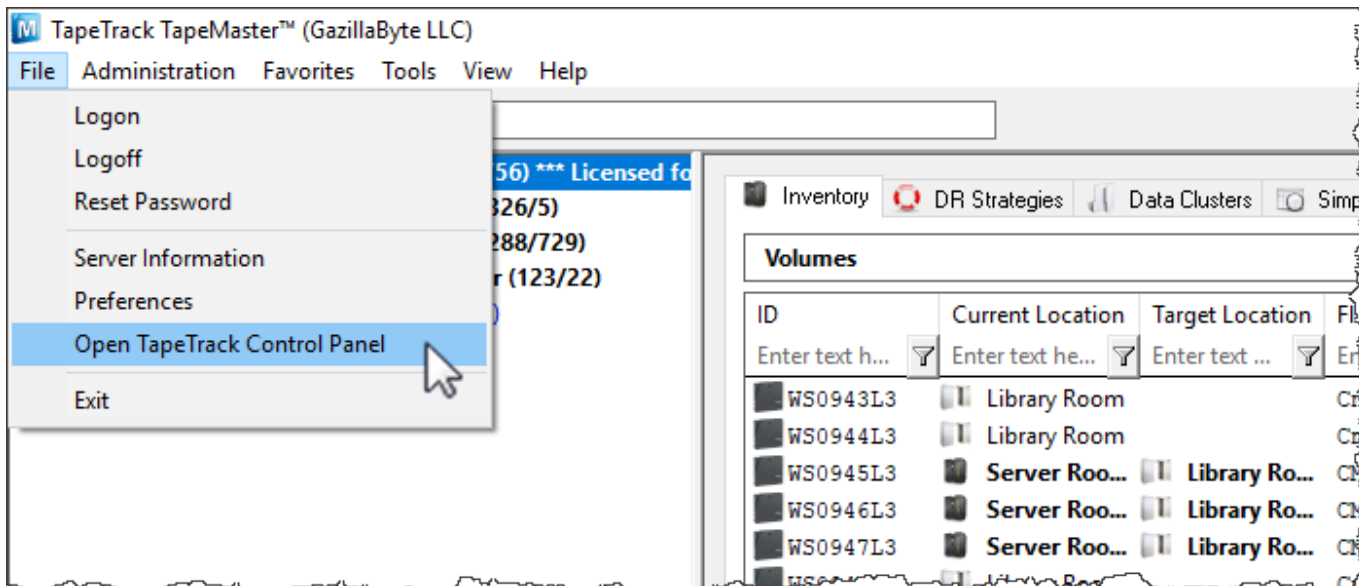 TapeTrack TapeMaster™ (GazillaByte LLC)
File Administration Favorites Tools View Help
Logon
Logoff
Reset Password
Server Information
Preferences
Open TapeTrack Control Panel
Exit
56) *** Licensed fo
326/5)
288/729)
r (123/22)
)
Inventory DR Strategies Data Clusters Simp
Volumes
ID Current Location Target Location
Enter text h... Enter text he... Enter text ...
WS0943L3 Library Room
WS0944L3 Library Room
WS0945L3 Server Roo... Library Ro...
WS0946L3 Server Roo... Library Ro...
WS0947L3 Server Roo... Library Ro...